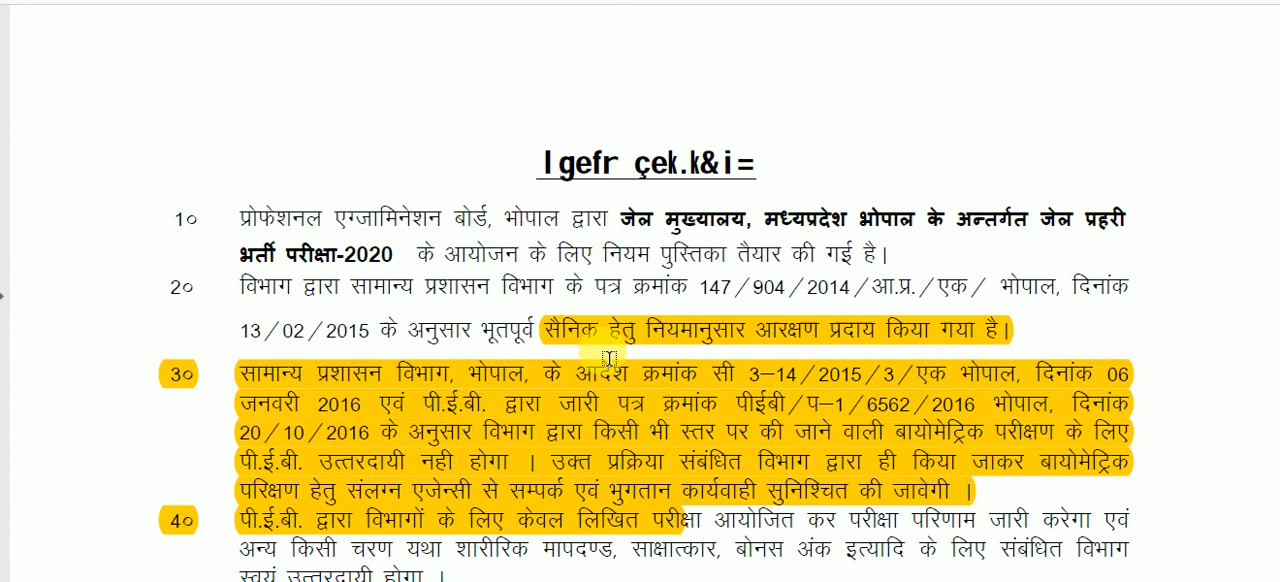 lgefr çek.k&i=
1० प्रोफेशनल एग्जामिनेशन बोर्ड, भोपाल द्वारा जेल मुख्यालय, मध्यप्रदेश भोपाल के अन्तर्गत जेल प्रहरी
भर्ती परीक्षा-2020 के आयोजन के लिए नियम पुस्तिका तैयार की गई है।
2० विभाग द्वारा सामान्य प्रशासन विभाग के पत्र क्रमांक 147/904/2014/आ.प्र./एक/ भोपाल, दिनांक
13/02/2015 के अनुसार भूतपूर्व सैनिक हेतु नियमानुसार आरक्षण प्रदाय किया गया है।
3० सामान्य प्रशासन विभाग, भोपाल, के आदेश क्रमांक सी 3–14/2015/3/एक भोपाल, दिनांक 06
जनवरी 2016 एवं पी.ई.बी. द्वारा जारी पत्र क्रमांक पीईबी/प–1/6562/2016 भोपाल, दिनांक
20/10/2016 के अनुसार विभाग द्वारा किसी भी स्तर पर की जाने वाली बायोमेट्रिक परीक्षण के लिए
पी.ई.बी. उत्तरदायी नही होगा । उक्त प्रक्रिया संबंधित विभाग द्वारा ही किया जाकर बायोमेट्रिक
परिक्षण हेतु संलग्न एजेन्सी से सम्पर्क एवं भुगतान कार्यवाही सुनिश्चित की जावेगी ।
4० पी.ई.बी. द्वारा विभागों के लिए केवल लिखित परीक्षा आयोजित कर परीक्षा परिणाम जारी करेगा एवं
अन्य किसी चरण यथा शारीरिक मापदण्ड, साक्षात्कार, बोनस अंक इत्यादि के लिए संबंधित विभाग
स्वयं उत्तरदायी होगा ।